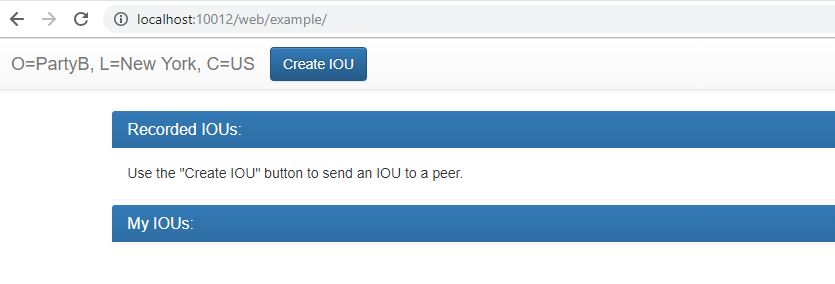 localhost:10012/web/example/
O=PartyB, L=New York, C=US Create IOU
Recorded IOUs:
Use the "Create IOU" button to send an IOU to a peer.
My IOUs: